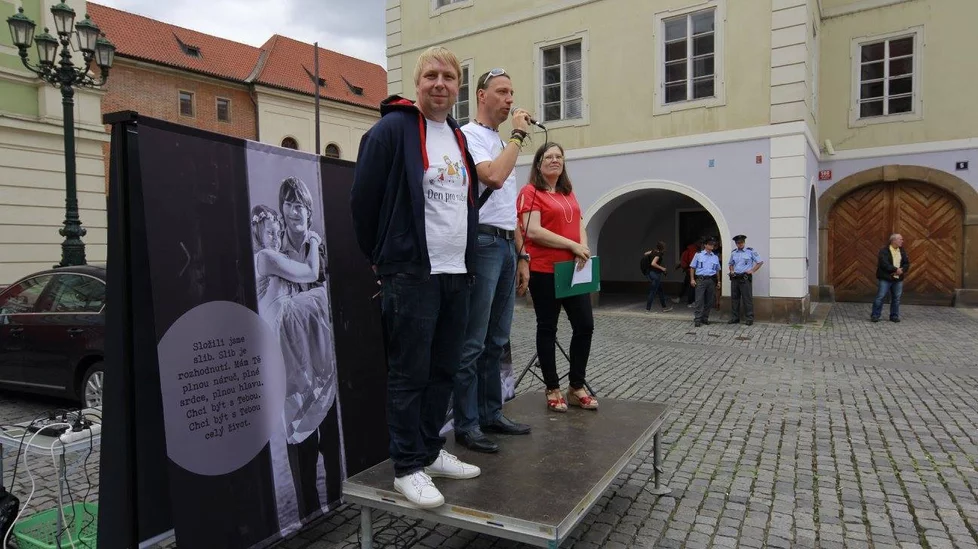 Složili jsme
slib. Slib je
rozhodnutí. Mám Tě
plnou náruč, plné
srdce, plnou hlavu.
Chci být s Tebou.
Chci být s Tebou
celý život.
Den pro